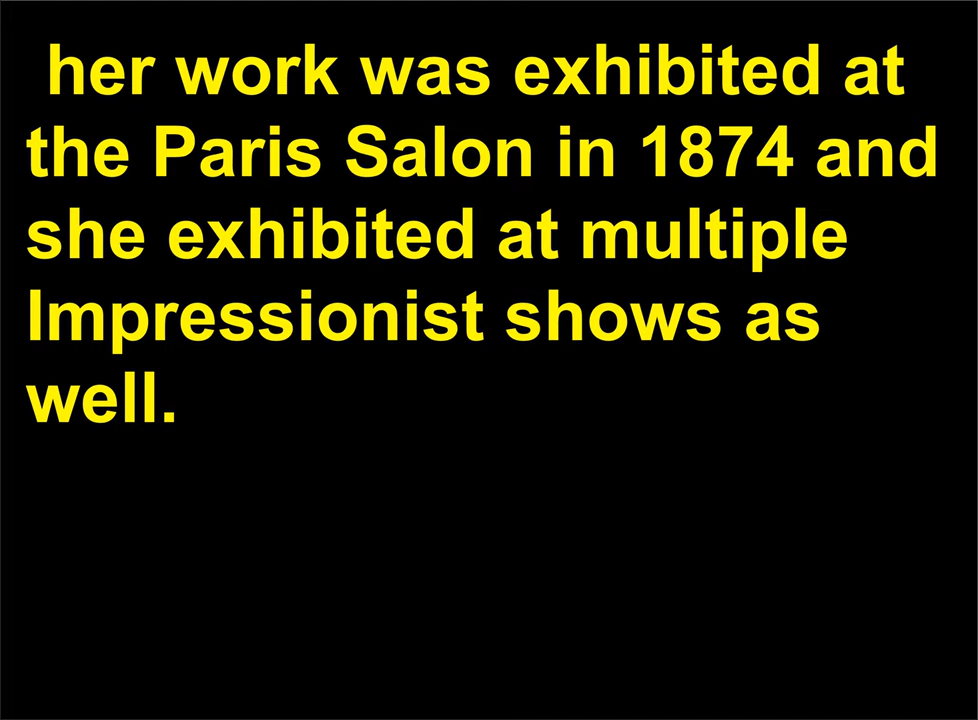 her work was exhibited at
the Paris Salon in 1874 and
she exhibited at multiple
Impressionist shows as
well.